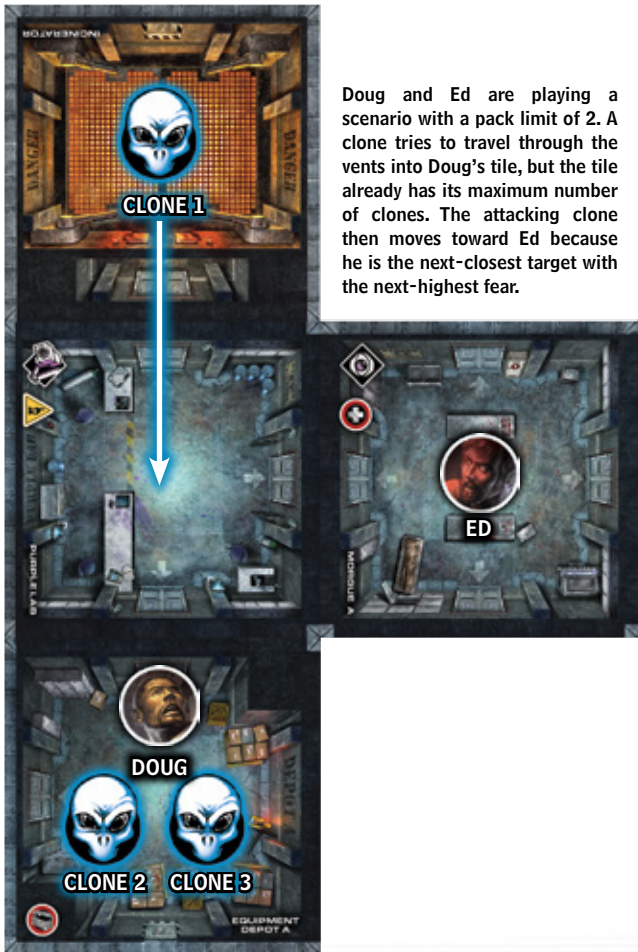 INCINERATOR
DANGER
DANGER
CLONE 1
Doug and Ed are playing a
scenario with a pack limit of 2. A
clone tries to travel through the
vents into Doug's tile, but the tile
already has its maximum number
of clones. The attacking clone
then moves toward Ed because
he is the next-closest target with
the next-highest fear.
PURPLE LAB
ED
MORGUE A
DOUG
DEPOT
CLONE 2 CLONE 3
EQUIPMENT
DEPOT A